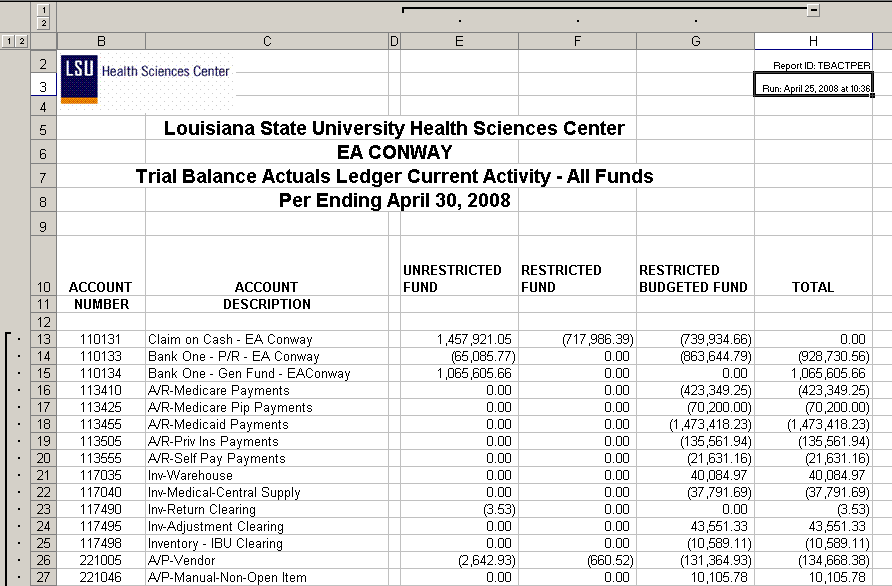 1
2
1 2 B C D E F G H
2 LSU Health Sciences Center Report ID: TBACTPER
3 Run: April 25, 2008 at 10:36
4
5 Louisiana State University Health Sciences Center
6 EA CONWAY
7 Trial Balance Actuals Ledger Current Activity - All Funds
8 Per Ending April 30, 2008
9
UNRESTRICTED RESTRICTED RESTRICTED
10 ACCOUNT ACCOUNT FUND FUND BUDGETED FUND TOTAL
11 NUMBER DESCRIPTION
12
13 110131 Claim on Cash - EA Conway 1,457,921.05 (717,986.39) (739,934.66) 0.00
14 110133 Bank One - P/R - EA Conway (65,085.77) 0.00 (863,644.79) (928,730.56)
15 110134 Bank One - Gen Fund - EAConway 1,065,605.66 0.00 0.00 1,065,605.66
16 113410 A/R-Medicare Payments 0.00 0.00 (423,349.25) (423,349.25)
17 113425 A/R-Medicare Pip Payments 0.00 0.00 (70,200.00) (70,200.00)
18 113455 A/R-Medicaid Payments 0.00 0.00 (1,473,418.23) (1,473,418.23)
19 113505 A/R-Priv Ins Payments 0.00 0.00 (135,561.94) (135,561.94)
20 113555 A/R-Self Pay Payments 0.00 0.00 (21,631.16) (21,631.16)
21 117035 Inv-Warehouse 0.00 0.00 40,084.97 40,084.97
22 117040 Inv-Medical-Central Supply 0.00 0.00 (37,791.69) (37,791.69)
23 117490 Inv-Return Clearing (3.53) 0.00 0.00 (3.53)
24 117495 Inv-Adjustment Clearing 0.00 0.00 43,551.33 43,551.33
25 117498 Inventory - IBU Clearing 0.00 0.00 (10,589.11) (10,589.11)
26 221005 A/P-Vendor (2,642.93) (660.52) (131,364.93) (134,668.38)
27 221046 A/P-Manual-Non-Open Item 0.00 0.00 10,105.78 10,105.78